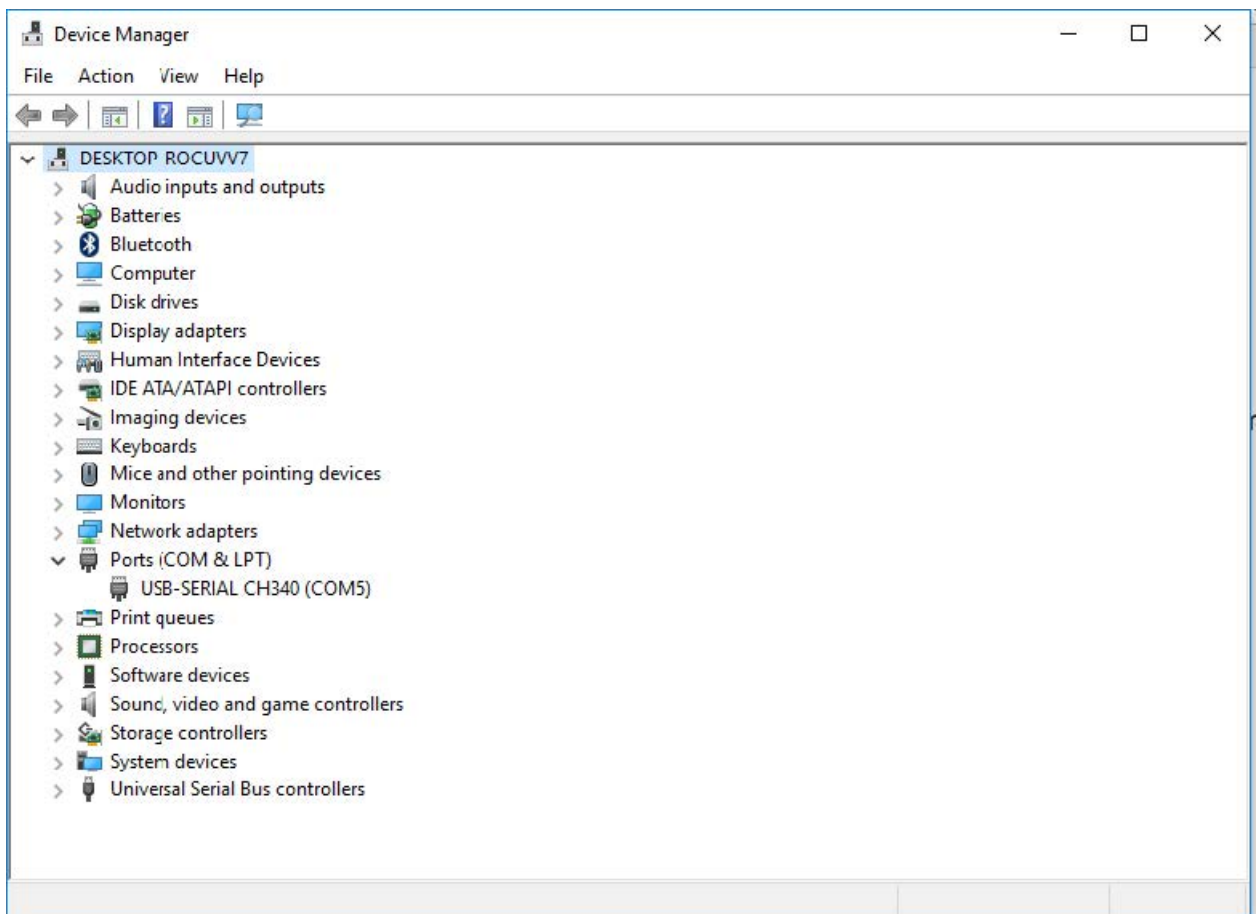 Device Manager
File Action View Help
DESKTOP ROCUVV7
Audio inputs and outputs
Batteries
Bluetooth
Computer
Disk drives
Display adapters
Human Interface Devices
IDE ATA/ATAPI controllers
Imaging devices
Keyboards
Mice and other pointing devices
Monitors
Network adapters
Ports (COM & LPT)
USB-SERIAL CH340 (COM5)
Print queues
Processors
Software devices
Sound, video and game controllers
Storage controllers
System devices
Universal Serial Bus controllers